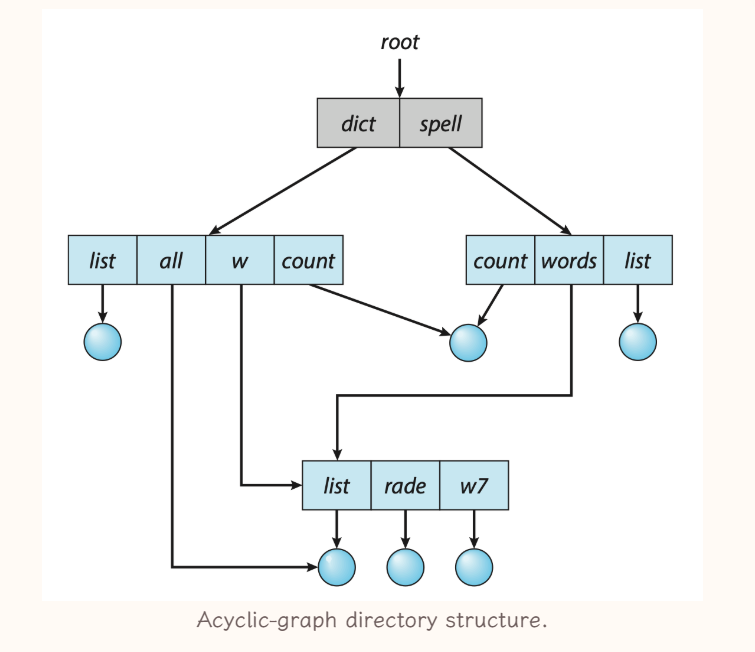 root
dict spell
list all w count count words list
list rade w7
Acyclic-graph directory structure.